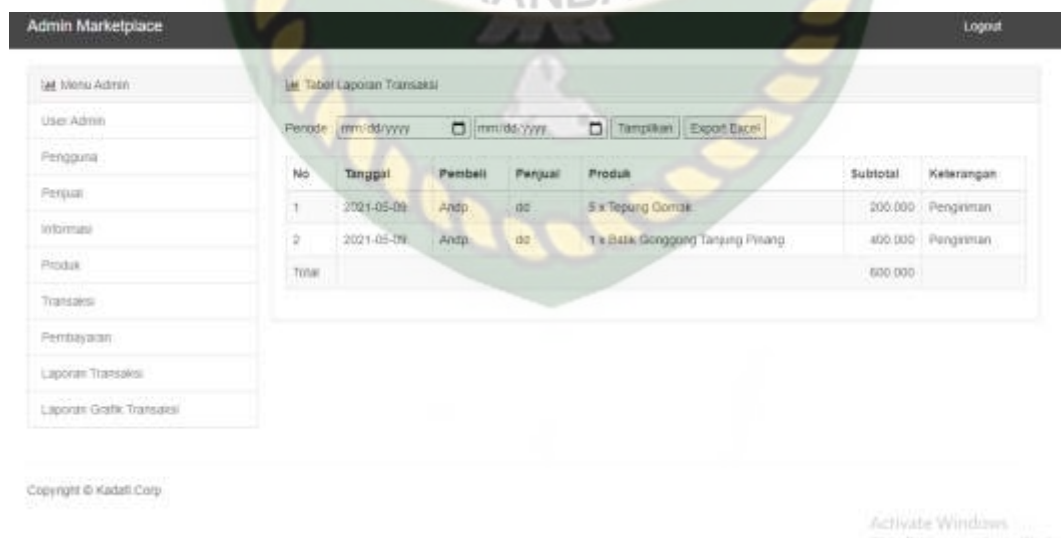 Admin Marketplace
Logout
Menu Admin
User Admin
Pengguna
Penjual
Informasi
Produk
Transaksi
Pembayaran
Laporan Transaksi
Laporan Grafik Transaksi
Tabel Laporan Transaksi
Periode mm/dd/yyyy mm/dd/yyyy Tampilkan Export Excel
No Tanggal Pembeli Penjual Produk Subtotal Keterangan
1 2021-05-09 Andp 5 x Tepung Gomak 200.000 Pengiriman
2 2021-05-09 Andp 1 x Batik Gonggong Tanjung Pinang 400.000 Pengiriman
Total 600.000
Copyright © Kadafi Corp
Activate Windows